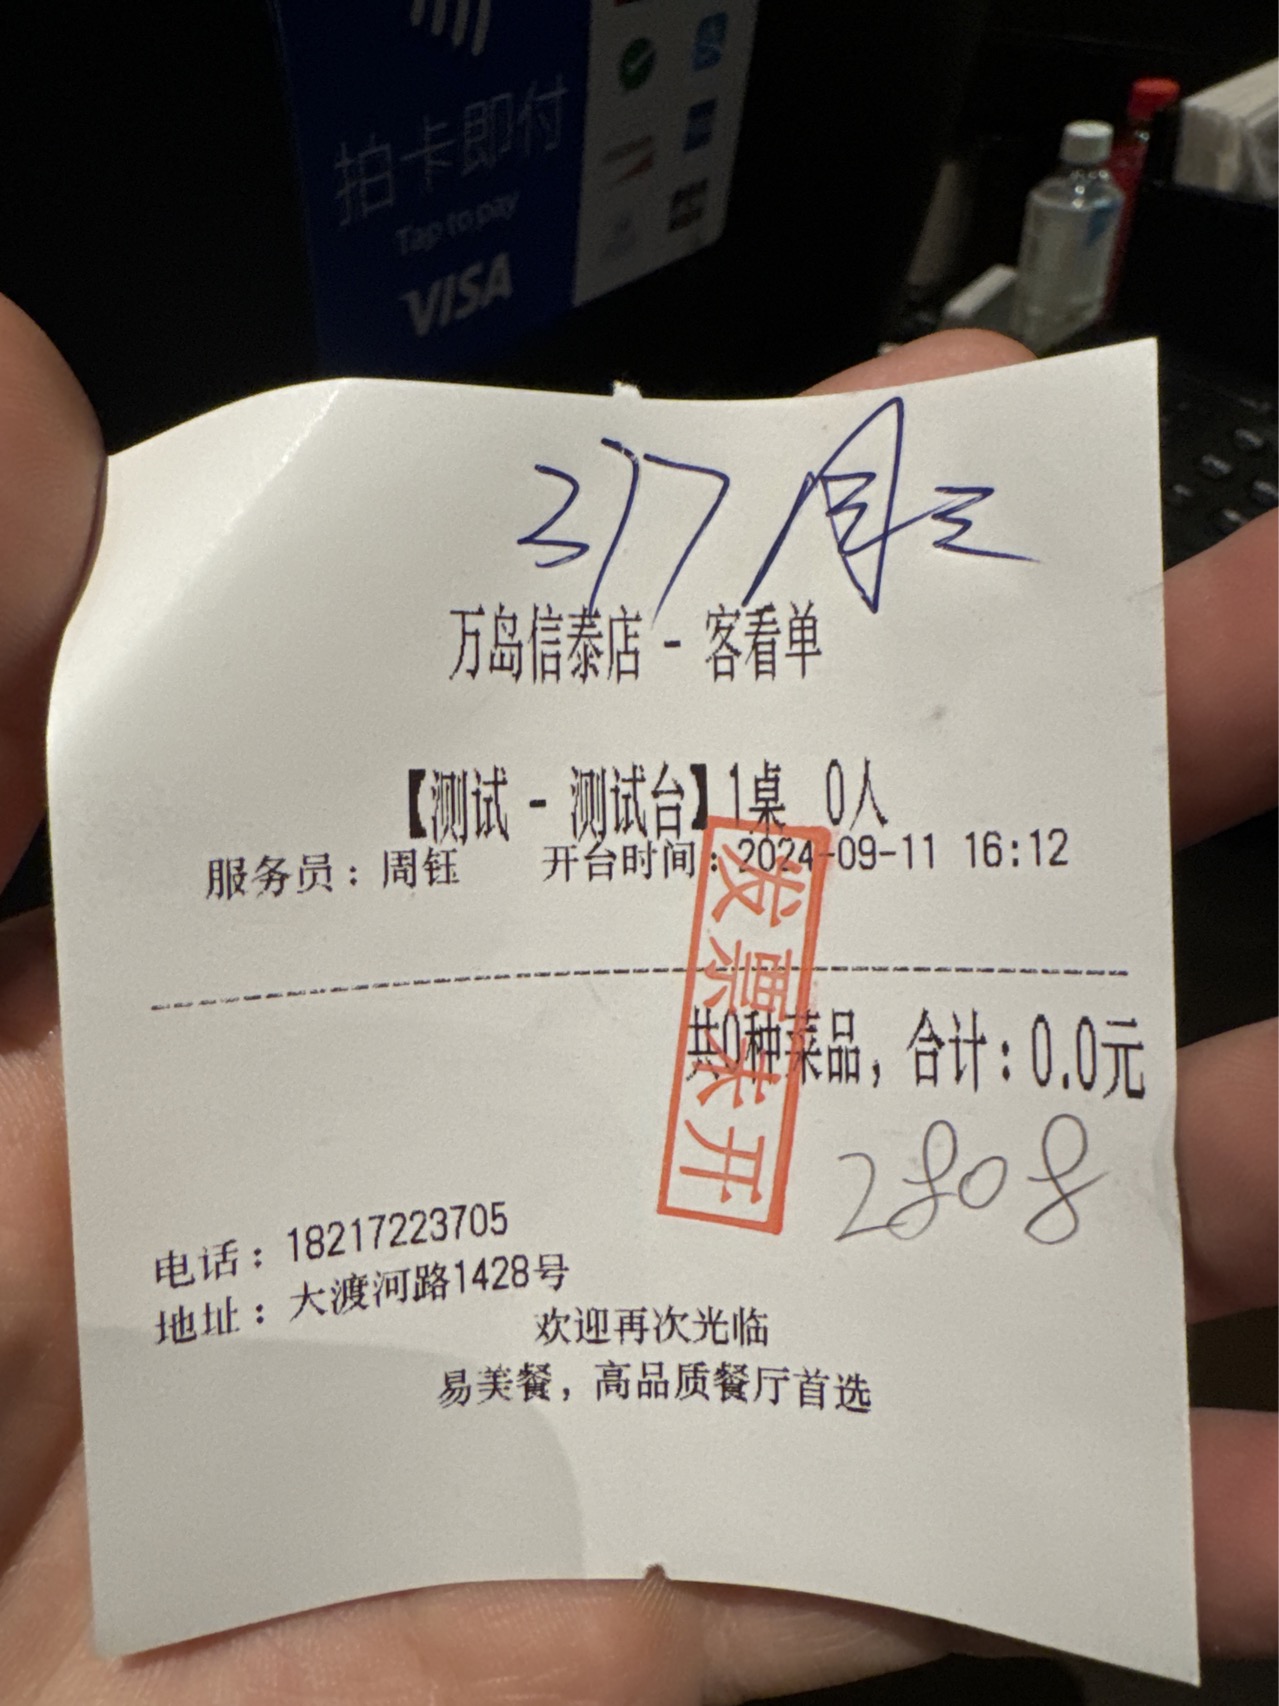 拍卡即付
Tap to pay
VISA
217
万岛信泰店 - 客看单
【测试 - 测试台】1桌 0人
服务员：周钰 开台时间：2024-09-11 16:12
发票未开
共0种菜品，合计：0.0元
2808
电话：18217223705
地址：大渡河路1428号
欢迎再次光临
易美餐，高品质餐厅首选